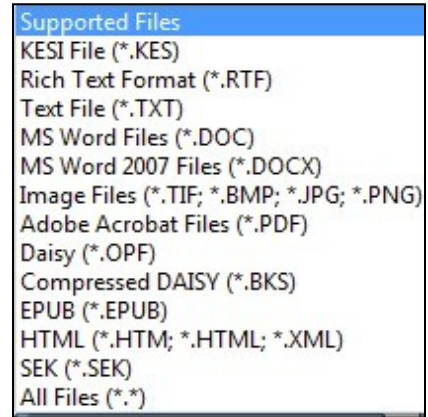 Supported Files
KESI File (*.KES)
Rich Text Format (*.RTF)
Text File (*.TXT)
MS Word Files (*.DOC)
MS Word 2007 Files (*.DOCX)
Image Files (*.TIF; *.BMP; *.JPG; *.PNG)
Adobe Acrobat Files (*.PDF)
Daisy (*.OPF)
Compressed DAISY (*.BKS)
EPUB (*.EPUB)
HTML (*.HTM; *.HTML; *.XML)
SEK (*.SEK)
All Files (*.*)